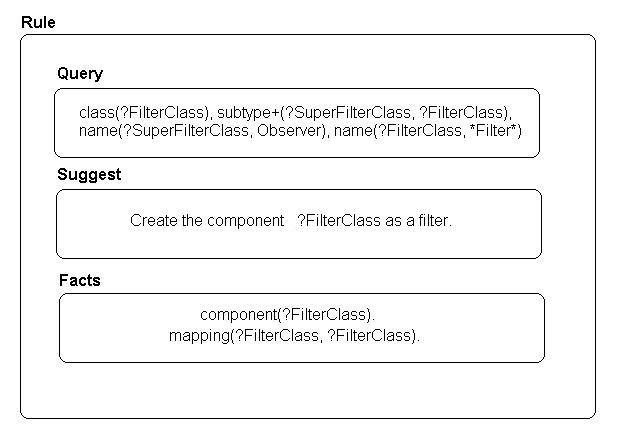 Rule
Query
class(?FilterClass), subtype+(?SuperFilterClass, ?FilterClass),
name(?SuperFilterClass, Observer), name(?FilterClass, *Filter*)
Suggest
Create the component ?FilterClass as a filter.
Facts
component(?FilterClass).
mapping(?FilterClass, ?FilterClass).